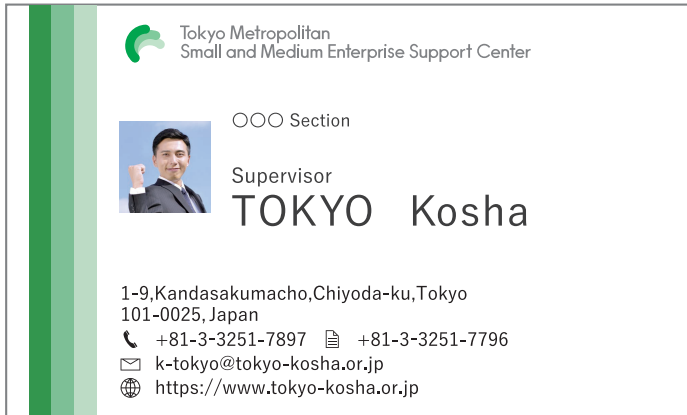 Tokyo Metropolitan
Small and Medium Enterprise Support Center
○○○ Section
Supervisor
TOKYO Kosha
1-9,Kandasakumacho,Chiyoda-ku,Tokyo
101-0025, Japan
+81-3-3251-7897 +81-3-3251-7796
k-tokyo@tokyo-kosha.or.jp
https://www.tokyo-kosha.or.jp